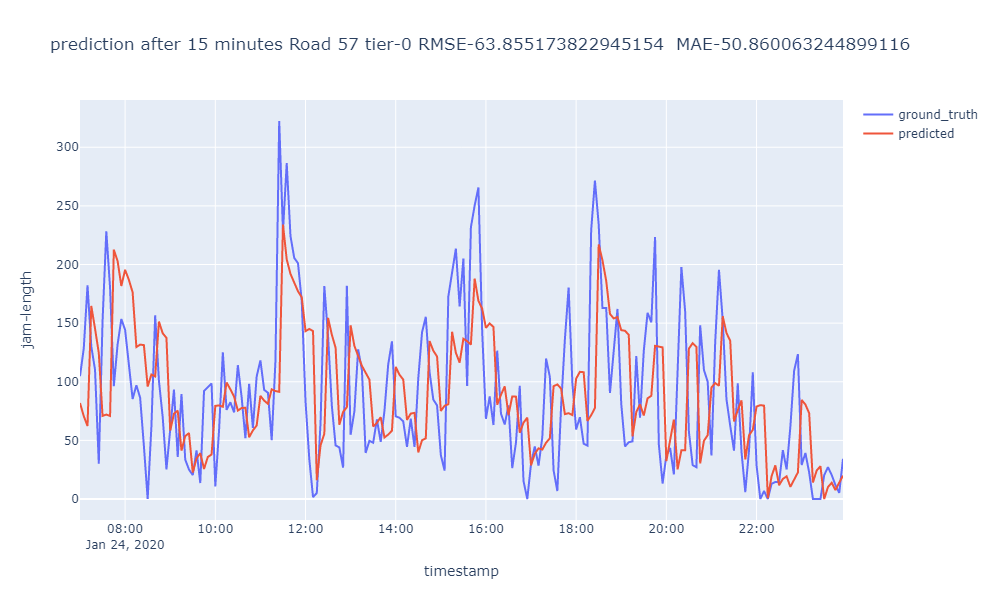 prediction after 15 minutes Road 57 tier-0 RMSE-63.855173822945154  MAE-50.860063244899116
ground_truth
predicted
jam-length
300
250
200
150
100
50
0
08:00 10:00 12:00 14:00 16:00 18:00 20:00 22:00
Jan 24, 2020
timestamp